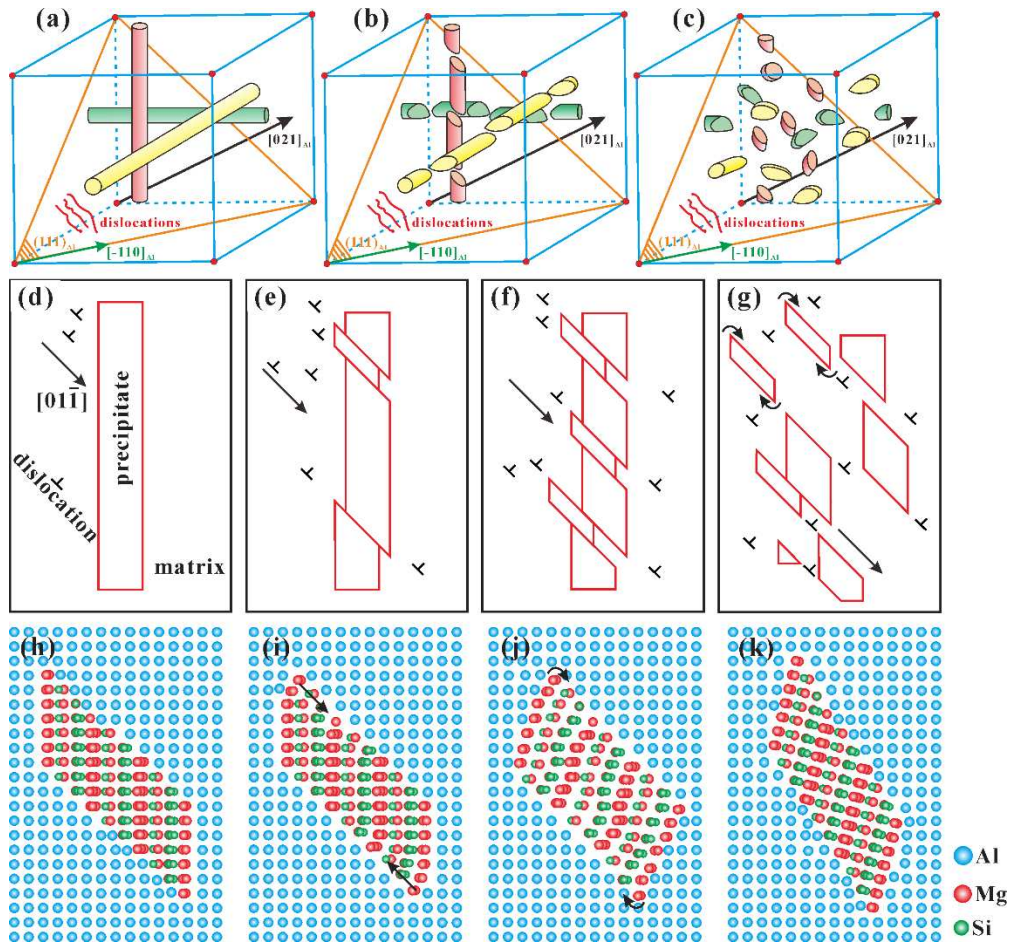 (a)
(b)
(c)
[021]Al
[021]Al
[021]Al
dislocations
dislocations
dislocations
(111)Al
(111)Al
(111)Al
[-110]Al
[-110]Al
[-110]Al
(d)
(e)
(f)
(g)
[011̄]
precipitate
dislocation
matrix
(h)
(i)
(j)
(k)
Al
Mg
Si